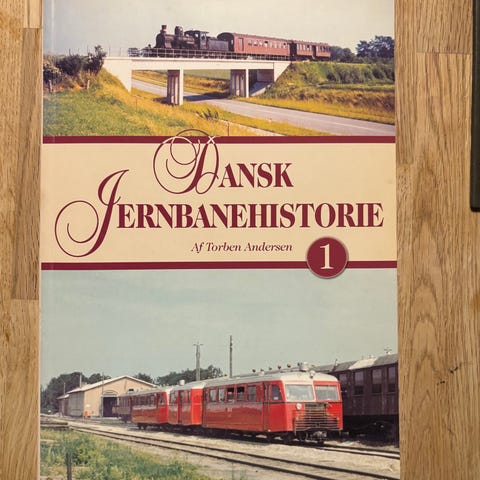 DANSK
JERNBANEHISTORIE
Af Torben Andersen
1